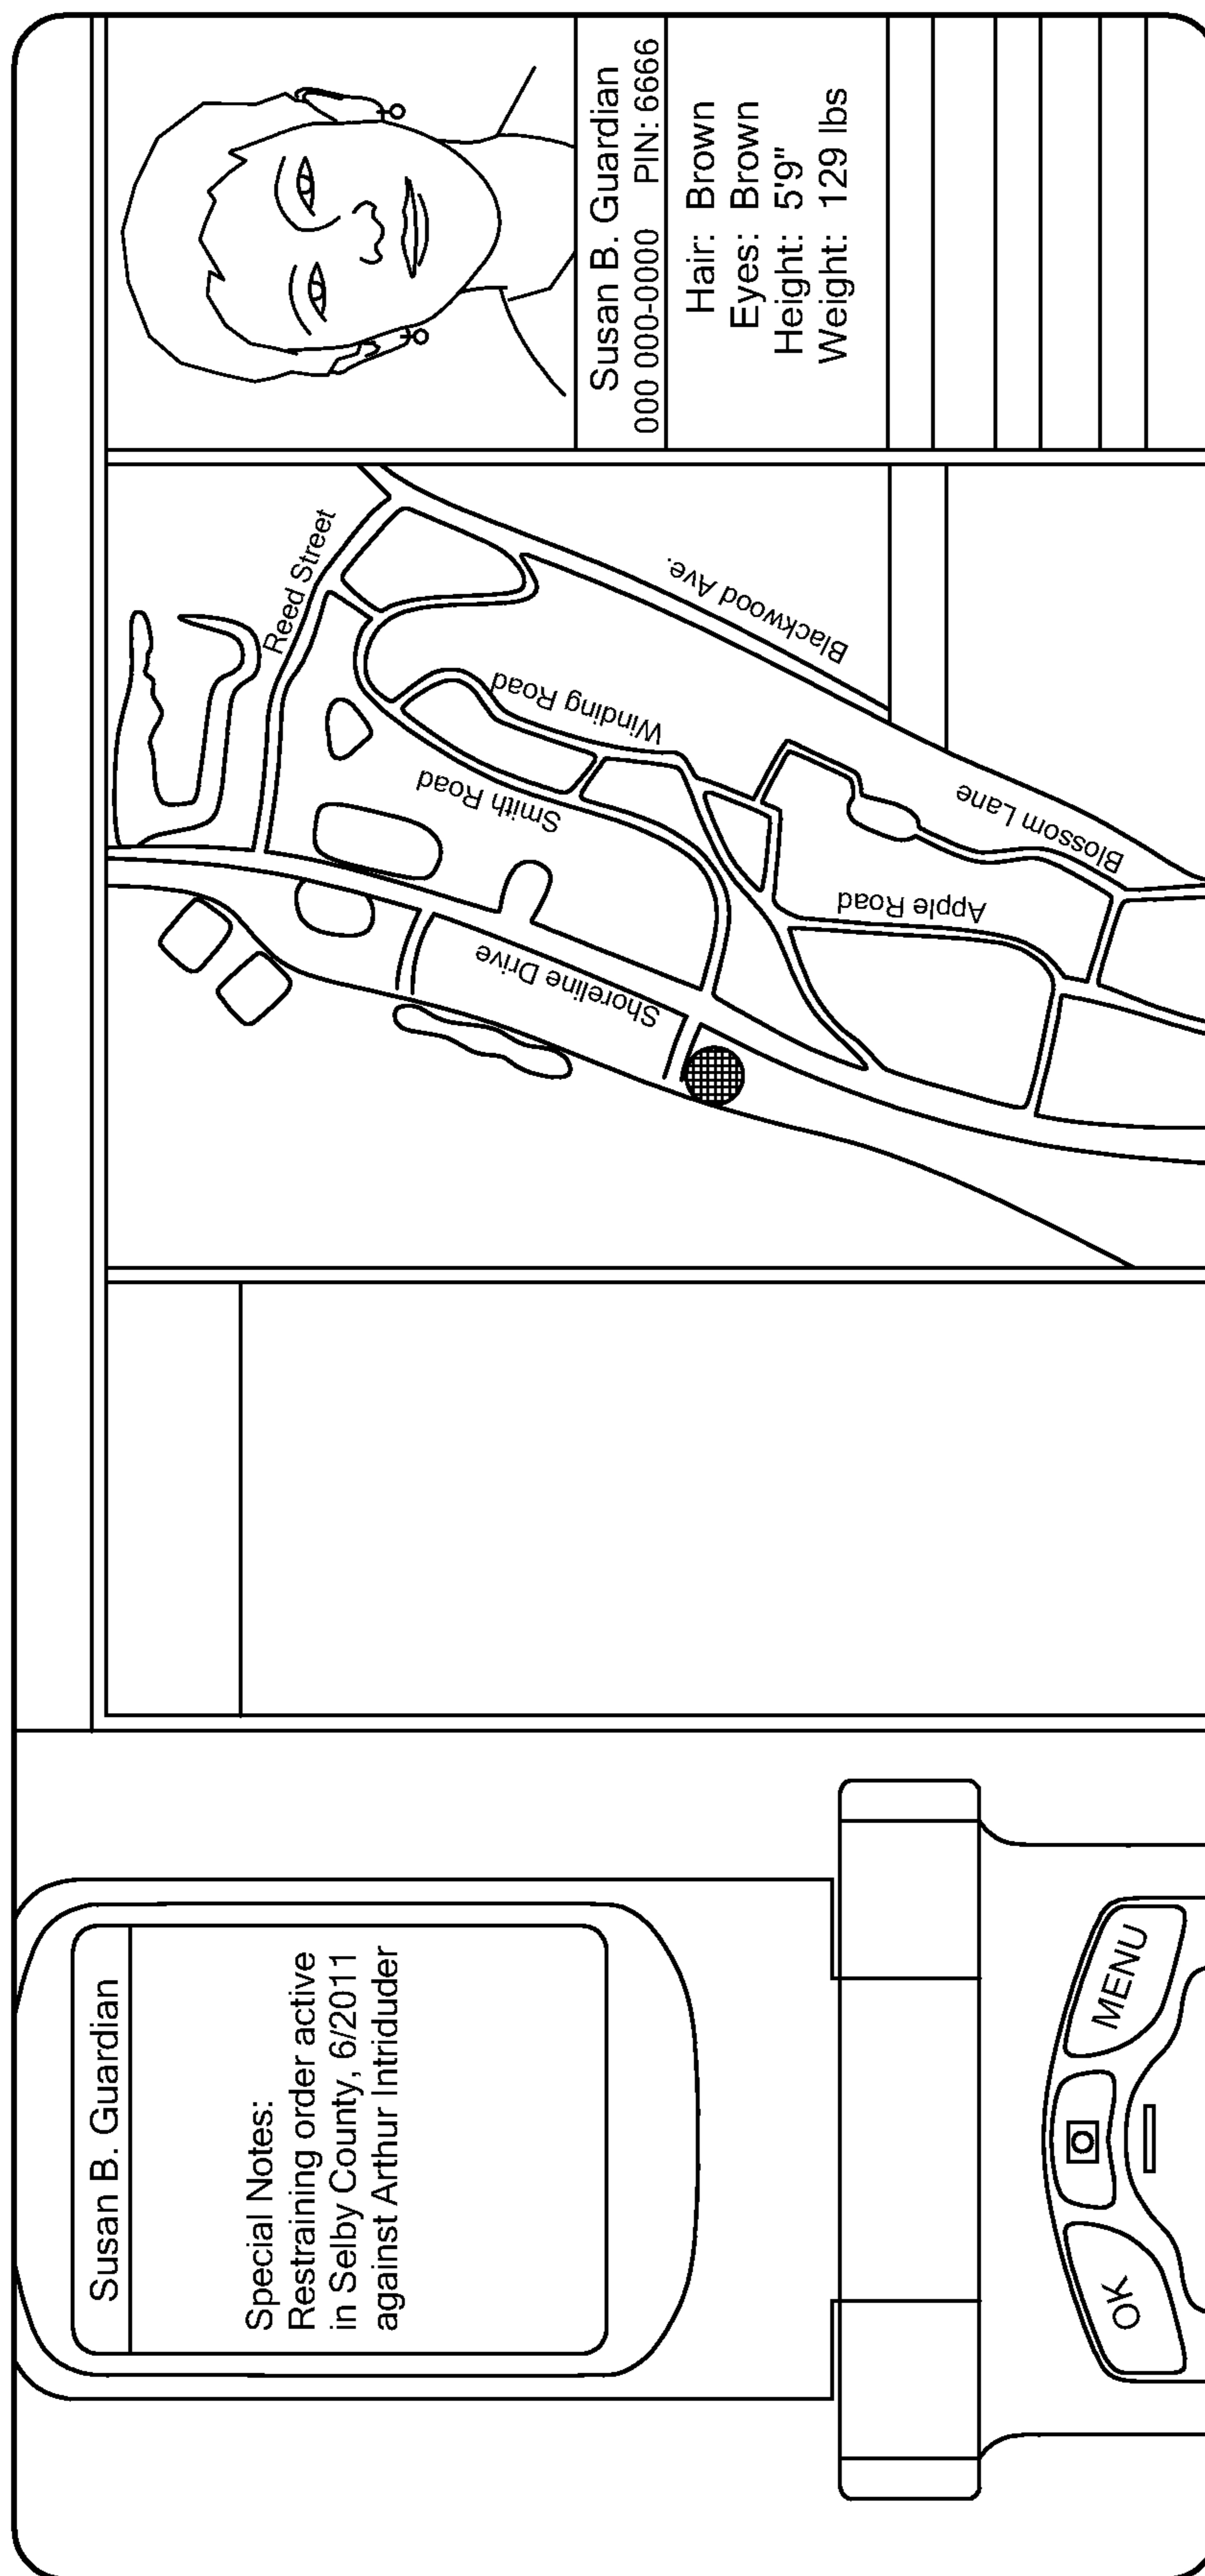 Susan B. Guardian
Special Notes:
Restraining order active
in Selby County, 6/2011
against Arthur Intriduder
OK
MENU
Reed Street
Smith Road
Winding Road
Blackwood Ave.
Shoreline Drive
Apple Road
Blossom Lane
Susan B. Guardian
000 000-0000 PIN: 6666
Hair: Brown
Eyes: Brown
Height: 5'9"
Weight: 129 lbs